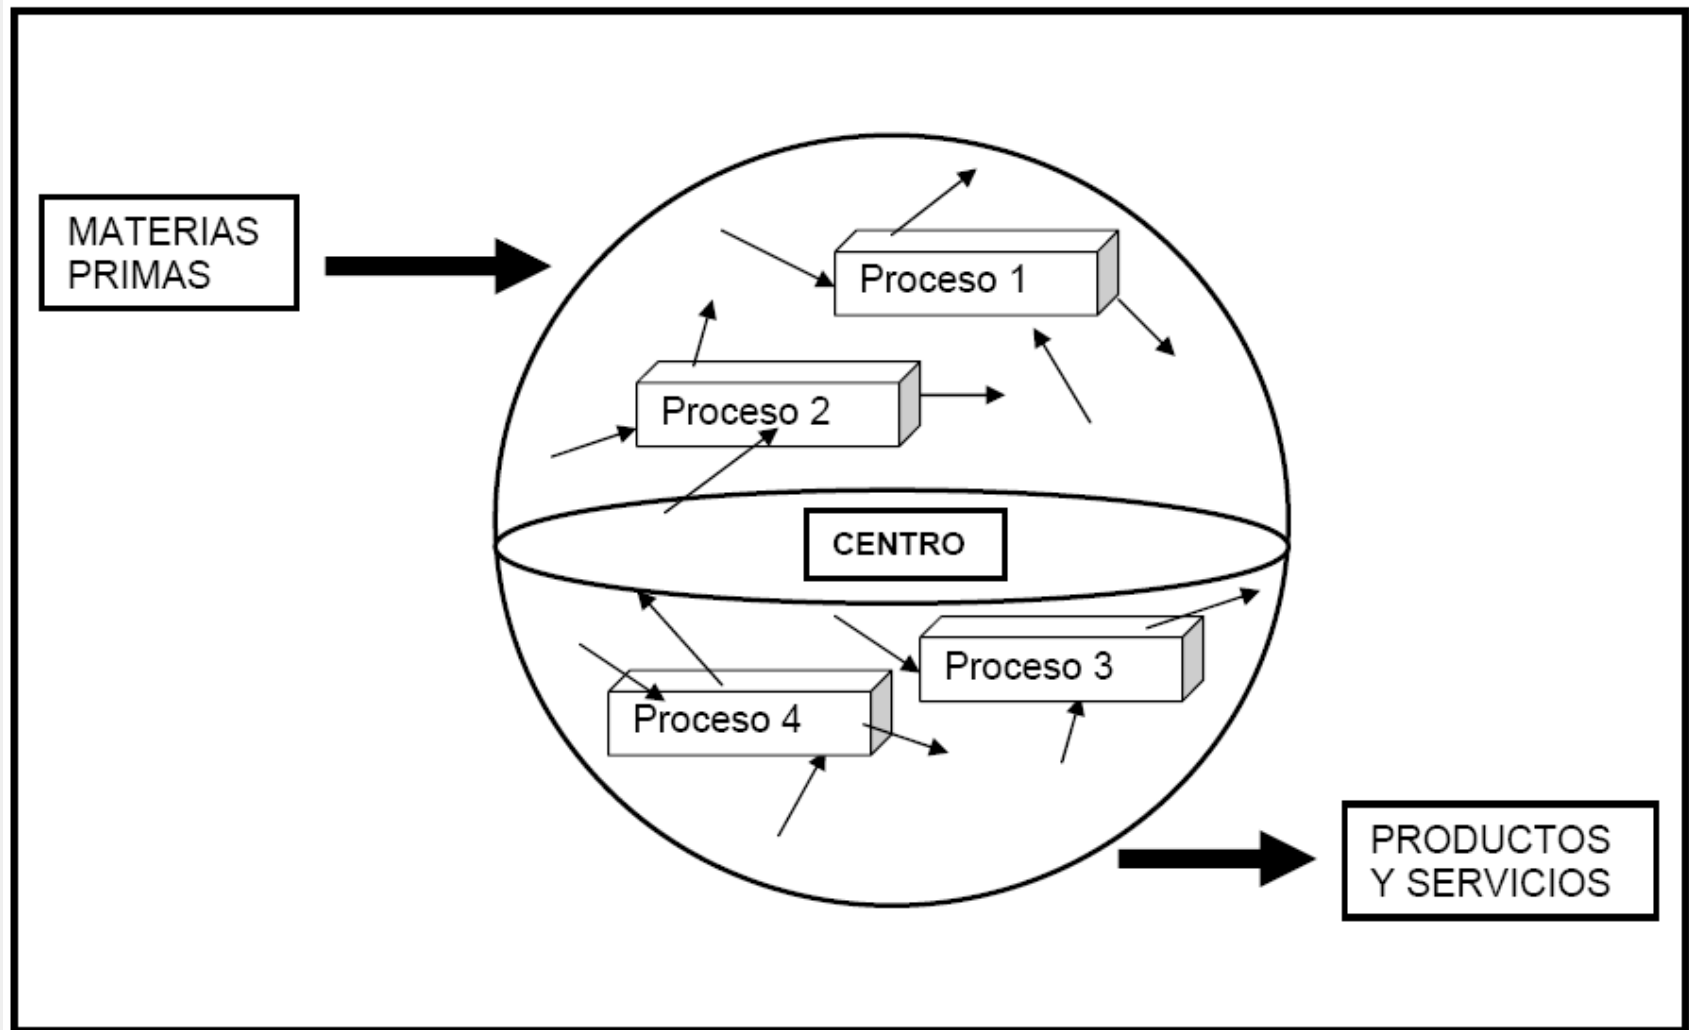 MATERIAS
PRIMAS
Proceso 1
Proceso 2
CENTRO
Proceso 3
Proceso 4
PRODUCTOS
Y SERVICIOS